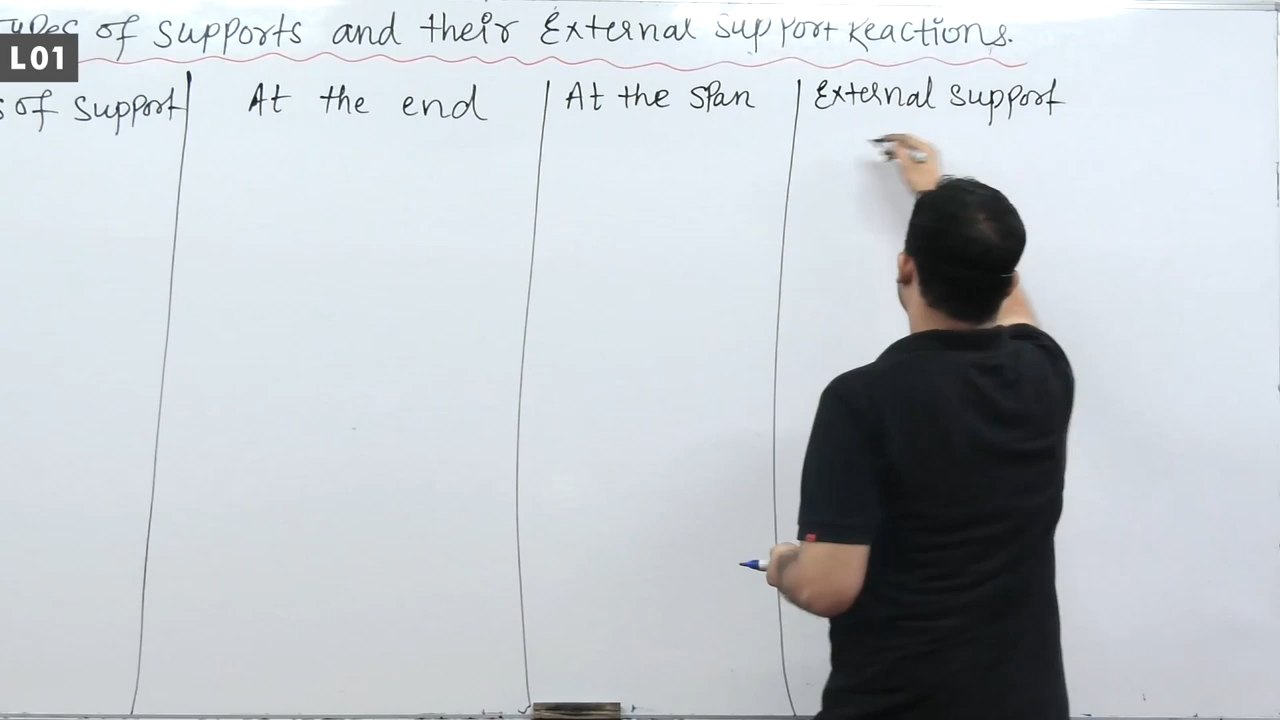 of supports and their External support Reactions.
L01
of support At the end At the span External support